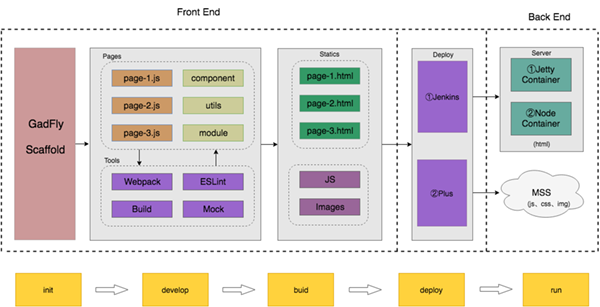 Front End
Back End
Pages
Statics
Deploy
Server
GadFly
Scaffold
page-1.js
component
page-2.js
utils
page-3.js
module
Tools
Webpack
ESLint
Build
Mock
page-1.html
page-2.html
page-3.html
JS
Images
①Jenkins
②Plus
①Jetty
Container
②Node
Container
(html)
MSS
(js、css、img)
init
develop
buid
deploy
run